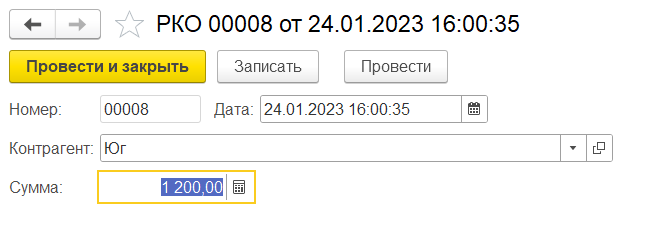 РКО 00008 от 24.01.2023 16:00:35
Провести и закрыть Записать Провести
Номер: 00008 Дата: 24.01.2023 16:00:35
Контрагент: Юг
Сумма: 1 200,00